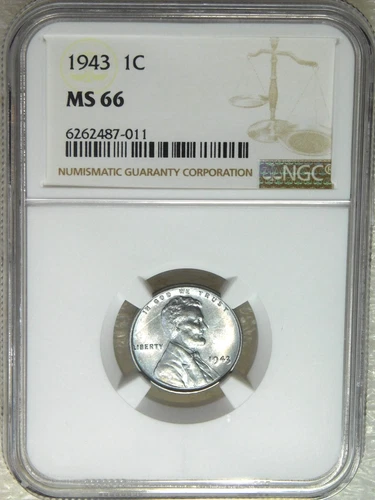 1943 1C
MS 66
6262487-011
NUMISMATIC GUARANTY CORPORATION
NGC
IN GOD WE TRUST
LIBERTY
1943